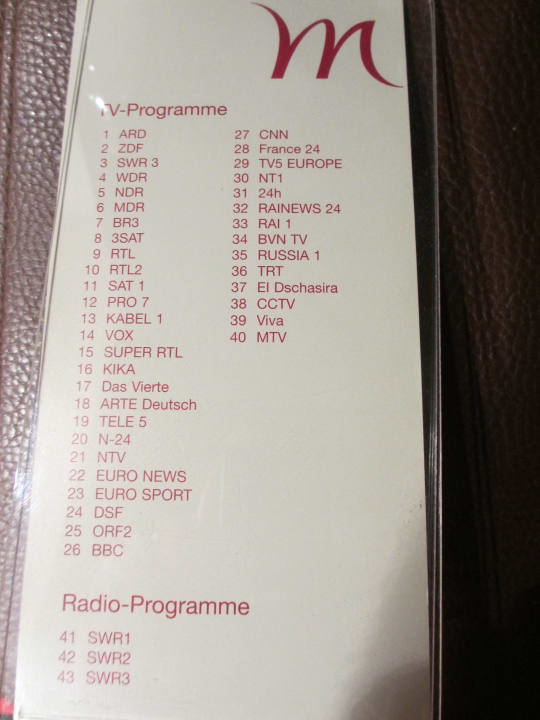 m
TV-Programme
1 ARD
2 ZDF
3 SWR 3
4 WDR
5 NDR
6 MDR
7 BR3
8 3SAT
9 RTL
10 RTL2
11 SAT 1
12 PRO 7
13 KABEL 1
14 VOX
15 SUPER RTL
16 KIKA
17 Das Vierte
18 ARTE Deutsch
19 TELE 5
20 N-24
21 NTV
22 EURO NEWS
23 EURO SPORT
24 DSF
25 ORF2
26 BBC
27 CNN
28 France 24
29 TV5 EUROPE
30 NT1
31 24h
32 RAINEWS 24
33 RAI 1
34 BVN TV
35 RUSSIA 1
36 TRT
37 El Dschasira
38 CCTV
39 Viva
40 MTV
Radio-Programme
41 SWR1
42 SWR2
43 SWR3